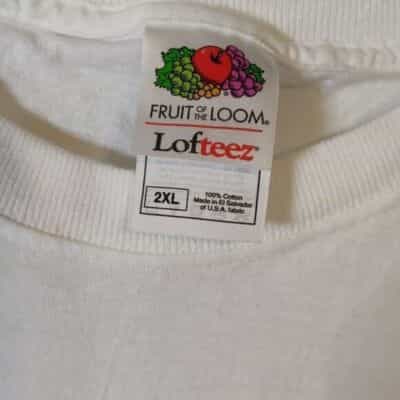 FRUIT OF THE LOOM®
Lofteez®
2XL
100% Cotton
Made in El Salvador
of U.S.A. fabric